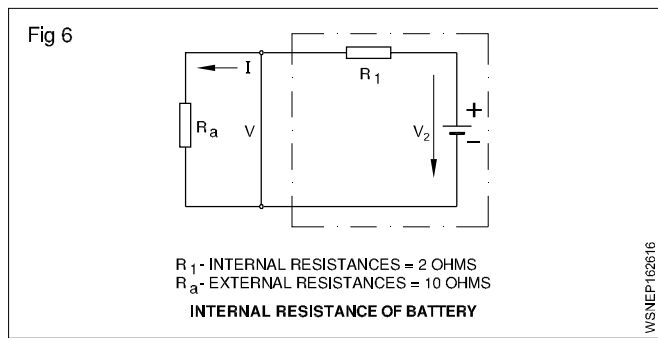 Fig 6
I
R1
+
Ra
V
V2
−
R1- INTERNAL RESISTANCES = 2 OHMS
Ra- EXTERNAL RESISTANCES = 10 OHMS
INTERNAL RESISTANCE OF BATTERY
WSNEP162616